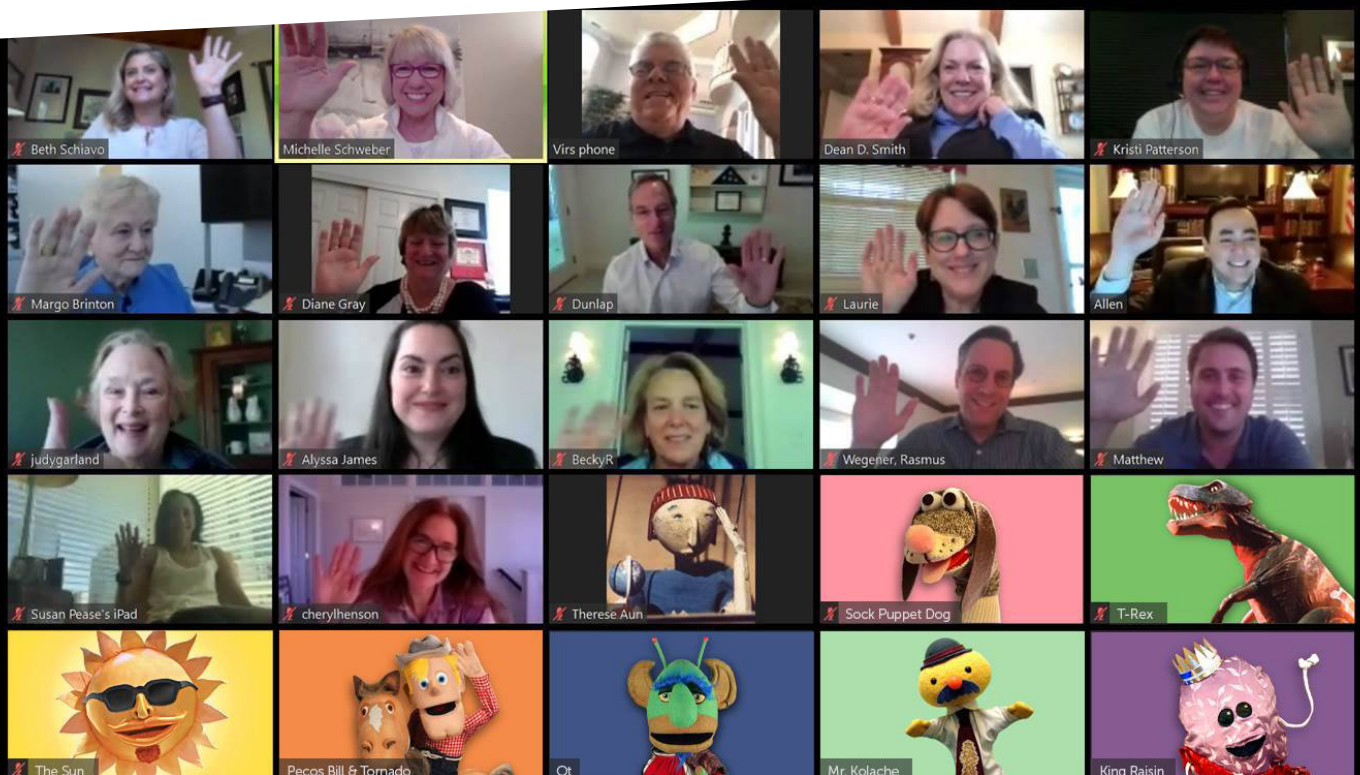 Beth Schiavo
Michelle Schweber
Virs phone
Dean D. Smith
Kristi Patterson
Margo Brinton
Diane Gray
Dunlap
Laurie
Allen
judygarland
Alyssa James
BeckyR
Wegener, Rasmus
Matthew
Susan Pease's iPad
cherylhenson
Therese Aun
Sock Puppet Dog
T-Rex
The Sun
Pecos Bill & Tornado
Ot
Mr. Kolache
King Raisin